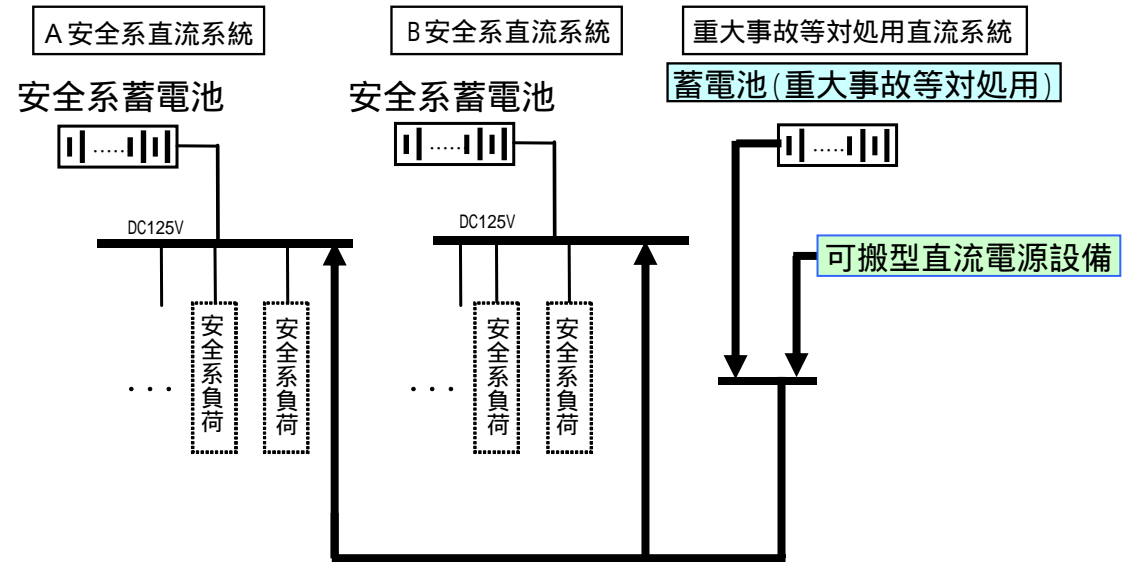 A安全系直流系統
B安全系直流系統
重大事故等対処用直流系統
安全系蓄電池
安全系蓄電池
蓄電池(重大事故等対処用)
.....
.....
.....
DC125V
DC125V
可搬型直流電源設備
・・・
安全系負荷
安全系負荷
・・・
安全系負荷
安全系負荷